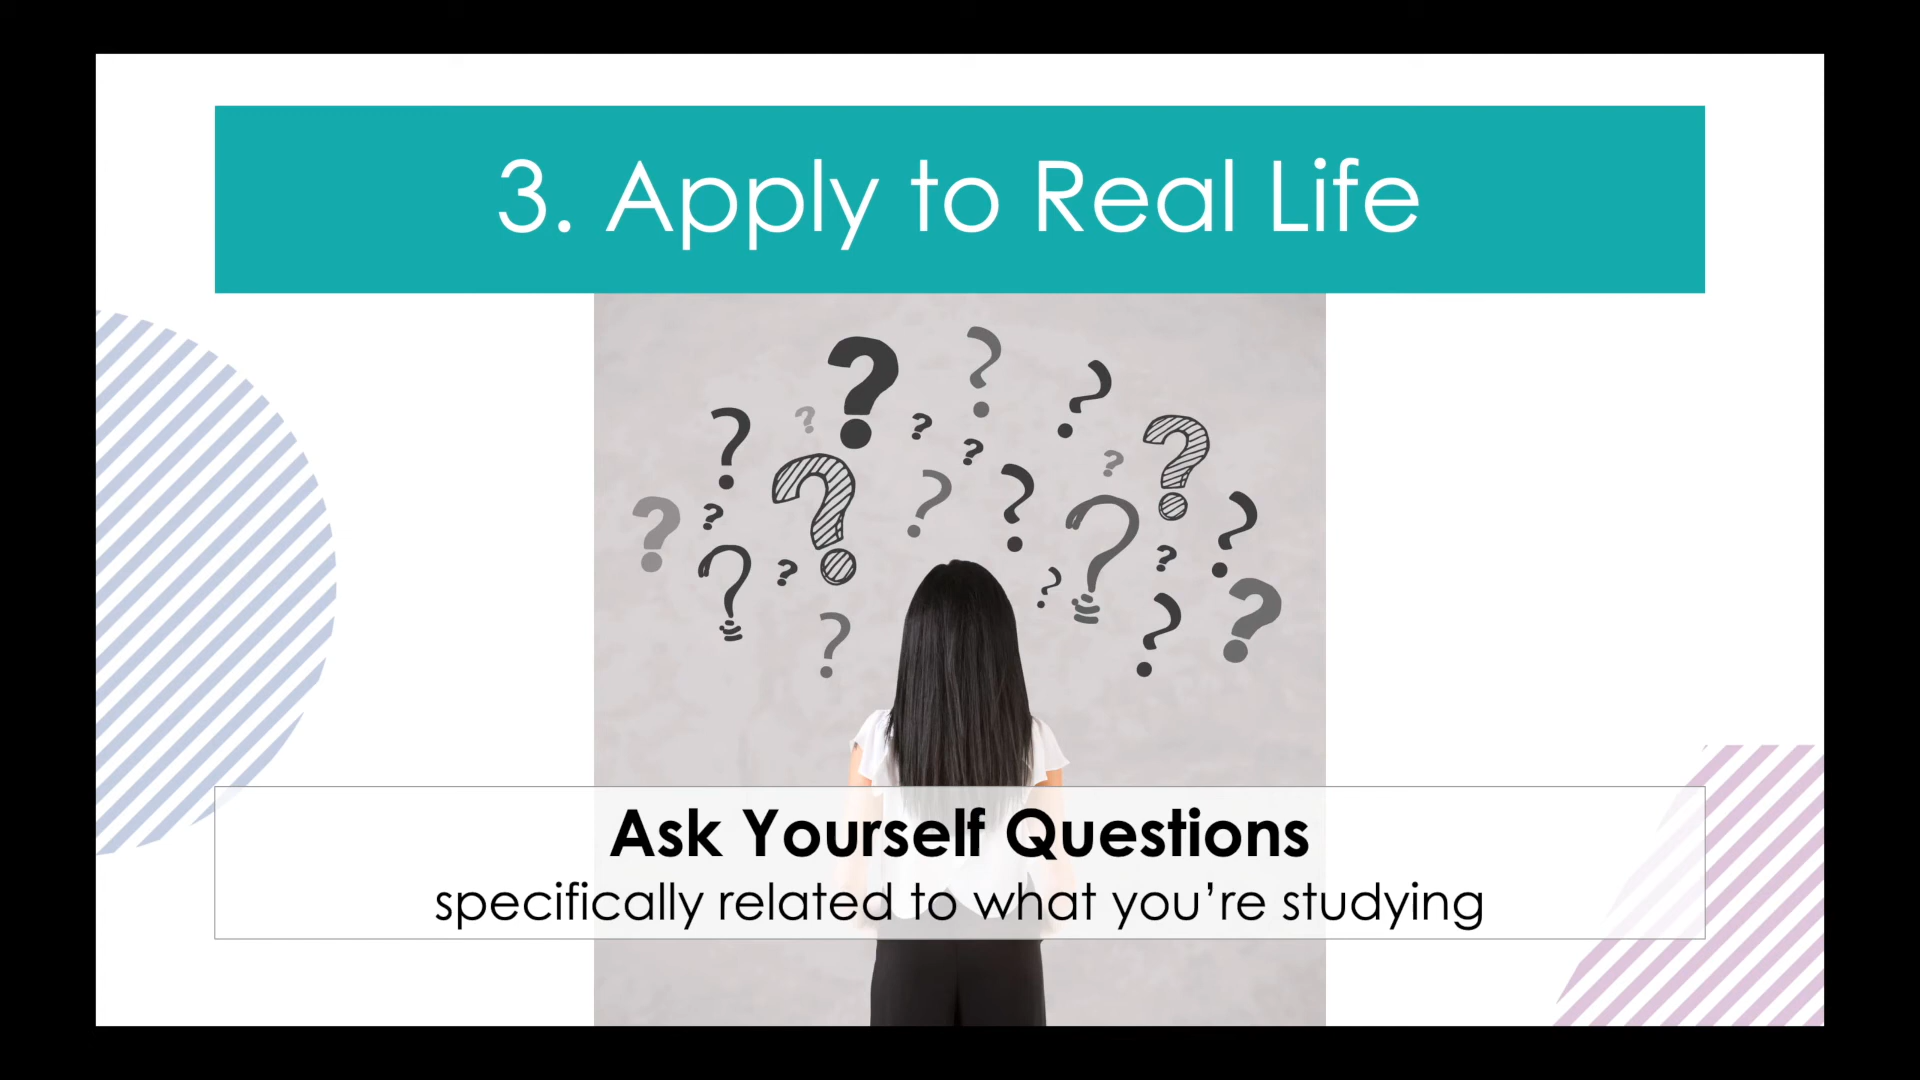 3. Apply to Real Life
Ask Yourself Questions
specifically related to what you’re studying